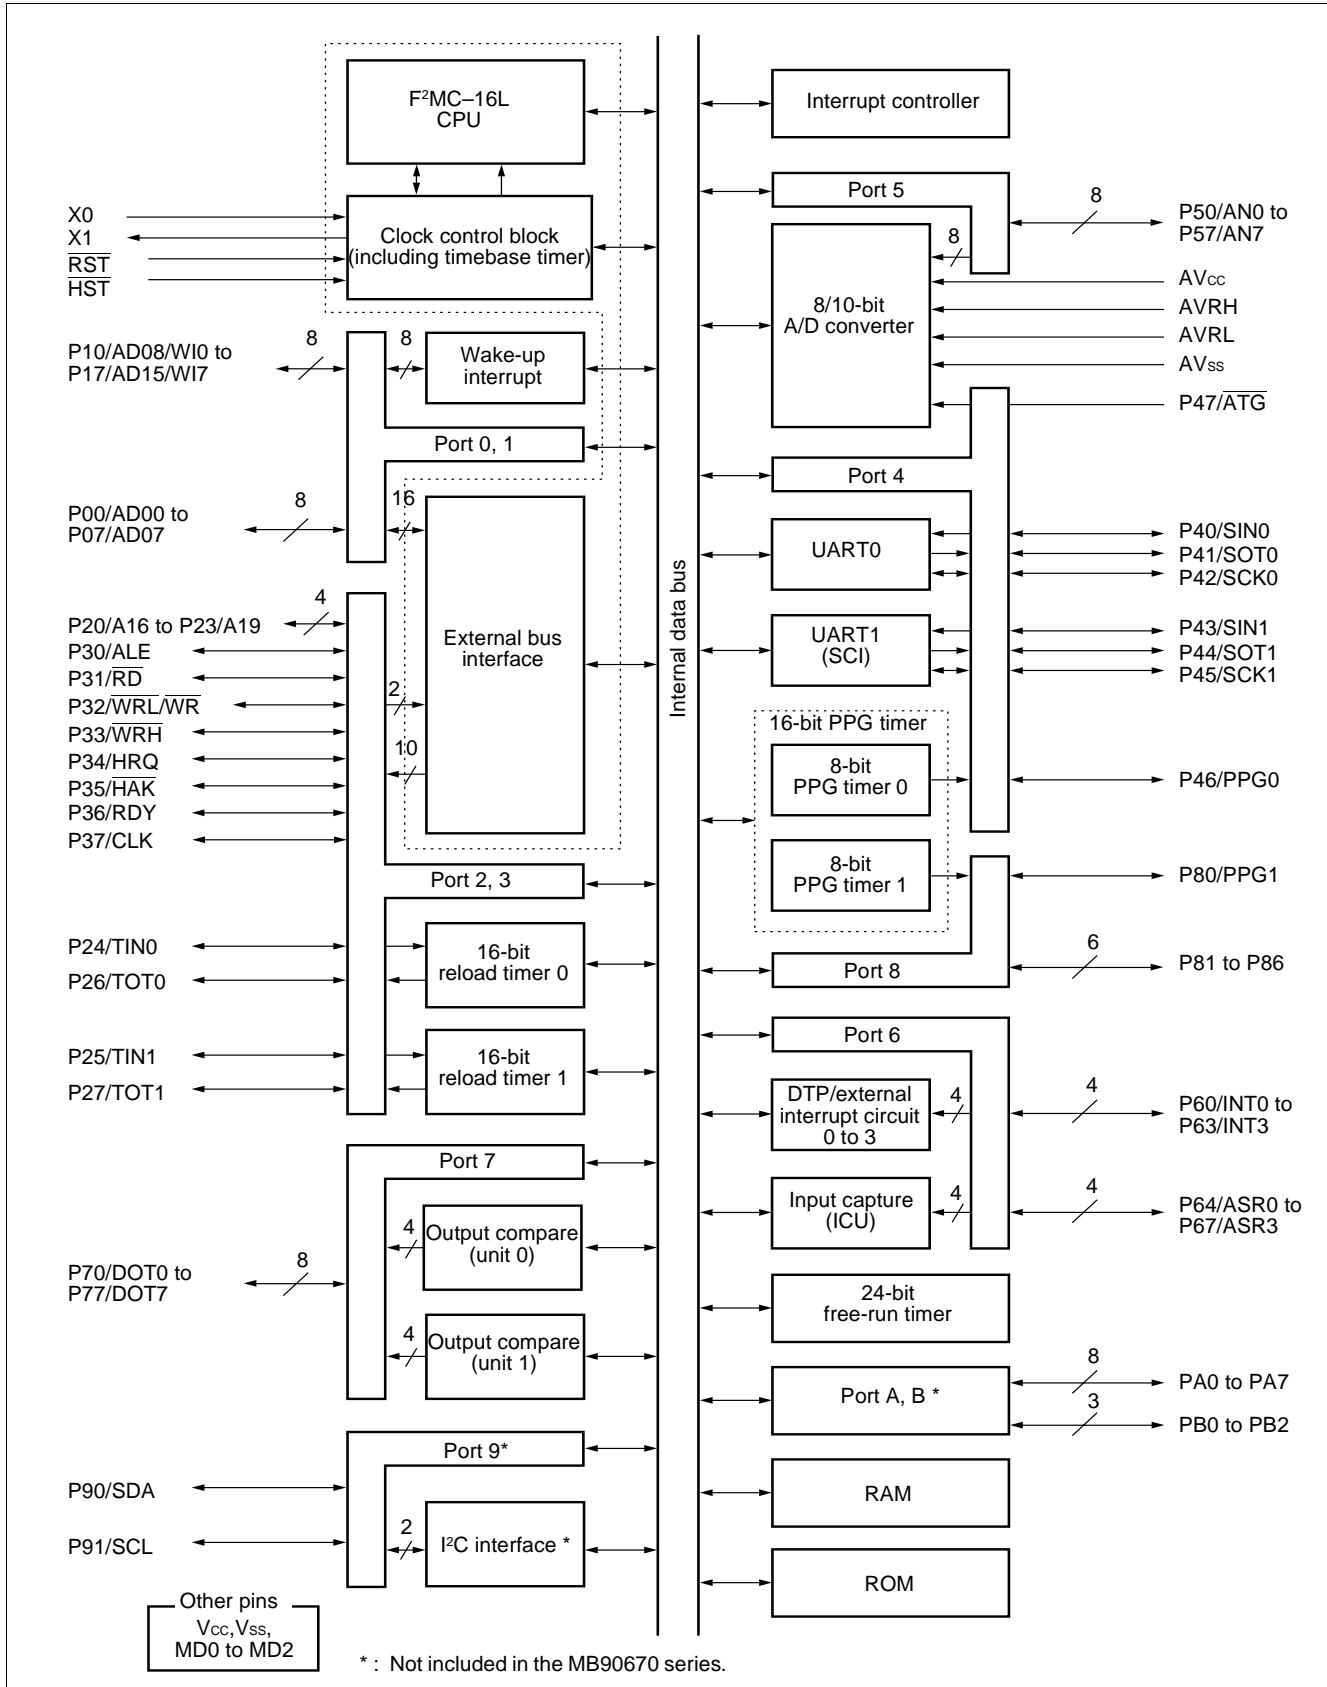 F²MC–16L
CPU
X0
X1
RST
HST
Clock control block
(including timebase timer)
P10/AD08/WI0 to
P17/AD15/WI7
8
8
Wake-up
interrupt
Port 0, 1
P00/AD00 to
P07/AD07
8
16
External bus
interface
P20/A16 to P23/A19
4
P30/ALE
P31/RD
P32/WRL/WR
2
P33/WRH
P34/HRQ
10
P35/HAK
P36/RDY
P37/CLK
Port 2, 3
P24/TIN0
P26/TOT0
16-bit
reload timer 0
P25/TIN1
P27/TOT1
16-bit
reload timer 1
Port 7
4
Output compare
(unit 0)
P70/DOT0 to
P77/DOT7
8
4
Output compare
(unit 1)
Port 9*
P90/SDA
P91/SCL
2
I²C interface *
Other pins
Vcc,Vss,
MD0 to MD2
* : Not included in the MB90670 series.
Internal data bus
Interrupt controller
Port 5
8
P50/AN0 to
P57/AN7
8
8/10-bit
A/D converter
AVcc
AVRH
AVRL
AVss
P47/ATG
Port 4
UART0
P40/SIN0
P41/SOT0
P42/SCK0
UART1
(SCI)
P43/SIN1
P44/SOT1
P45/SCK1
16-bit PPG timer
8-bit
PPG timer 0
P46/PPG0
8-bit
PPG timer 1
P80/PPG1
Port 8
6
P81 to P86
Port 6
DTP/external
interrupt circuit
0 to 3
4
4
P60/INT0 to
P63/INT3
Input capture
(ICU)
4
4
P64/ASR0 to
P67/ASR3
24-bit
free-run timer
Port A, B *
8
PA0 to PA7
3
PB0 to PB2
RAM
ROM